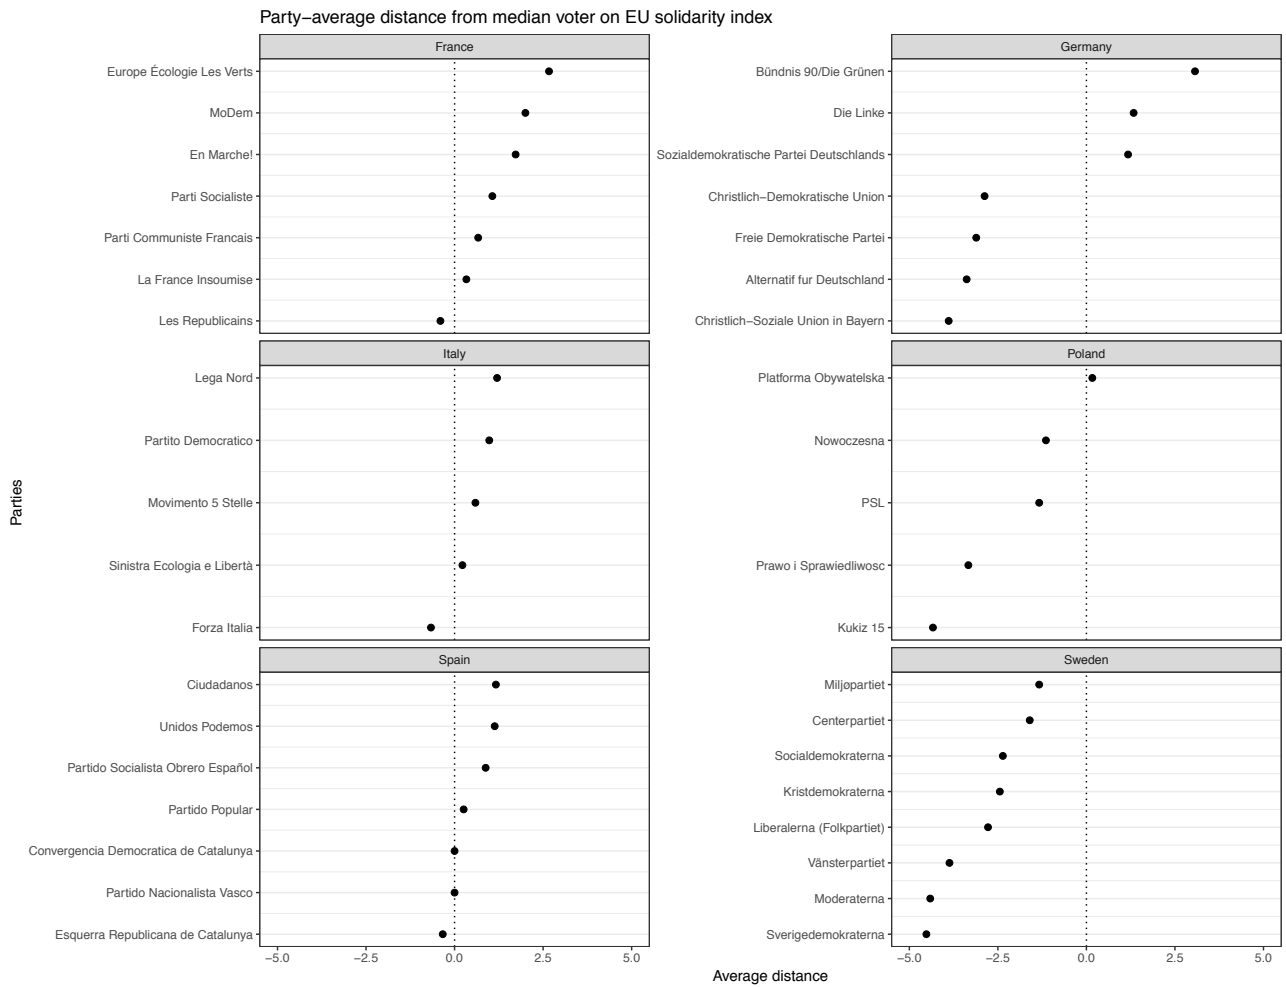 Party−average distance from median voter on EU solidarity index
France
Europe Écologie Les Verts
MoDem
En Marche!
Parti Socialiste
Parti Communiste Francais
La France Insoumise
Les Republicains
Germany
Bündnis 90/Die Grünen
Die Linke
Sozialdemokratische Partei Deutschlands
Christlich−Demokratische Union
Freie Demokratische Partei
Alternatif fur Deutschland
Christlich−Soziale Union in Bayern
Italy
Lega Nord
Partito Democratico
Movimento 5 Stelle
Sinistra Ecologia e Libertà
Forza Italia
Poland
Platforma Obywatelska
Nowoczesna
PSL
Prawo i Sprawiedliwosc
Kukiz 15
Spain
Ciudadanos
Unidos Podemos
Partido Socialista Obrero Español
Partido Popular
Convergencia Democratica de Catalunya
Partido Nacionalista Vasco
Esquerra Republicana de Catalunya
−5.0 −2.5 0.0 2.5 5.0
Sweden
Miljøpartiet
Centerpartiet
Socialdemokraterna
Kristdemokraterna
Liberalerna (Folkpartiet)
Vänsterpartiet
Moderaterna
Sverigedemokraterna
−5.0 −2.5 0.0 2.5 5.0
Parties
Average distance